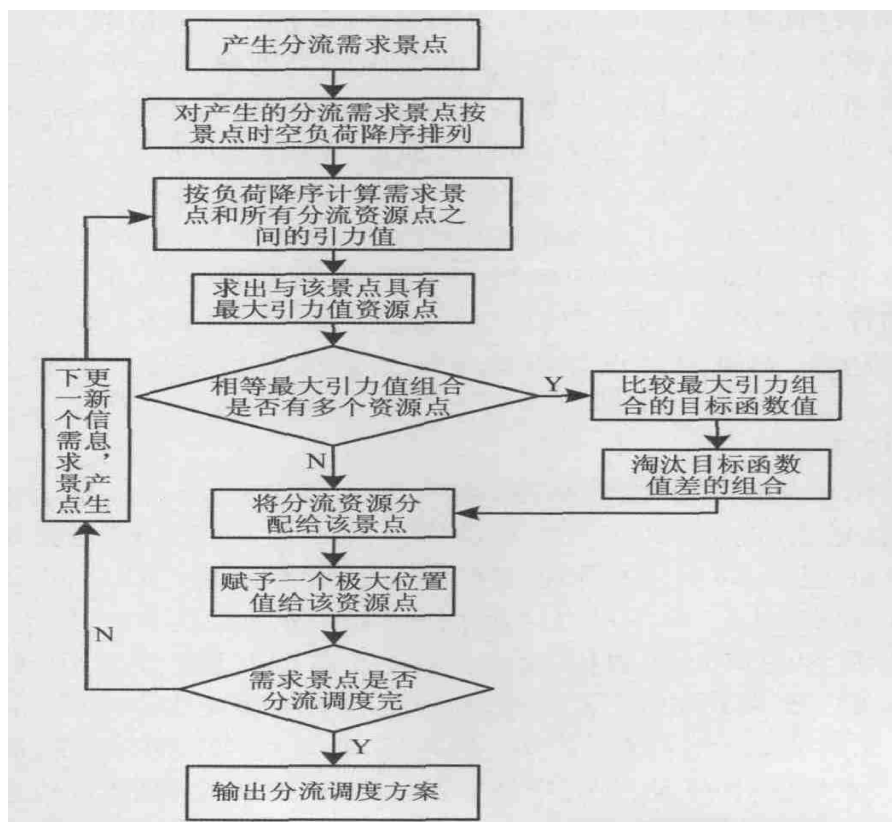 产生分流需求景点
对产生的分流需求景点按
景点时空负荷降序排列
按负荷降序计算需求景
点和所有分流资源点之
间的引力值
求出与该景点具有
最大引力值资源点
相等最大引力值组合
是否有多个资源点
Y
比较最大引力组
合的目标函数值
淘汰目标函数
值差的组合
N
将分流资源分
配给该景点
赋予一个极大位置
值给该资源点
需求景点是否
分流调度完
N
更新信息，产生
下一个需求景点
Y
输出分流调度方案